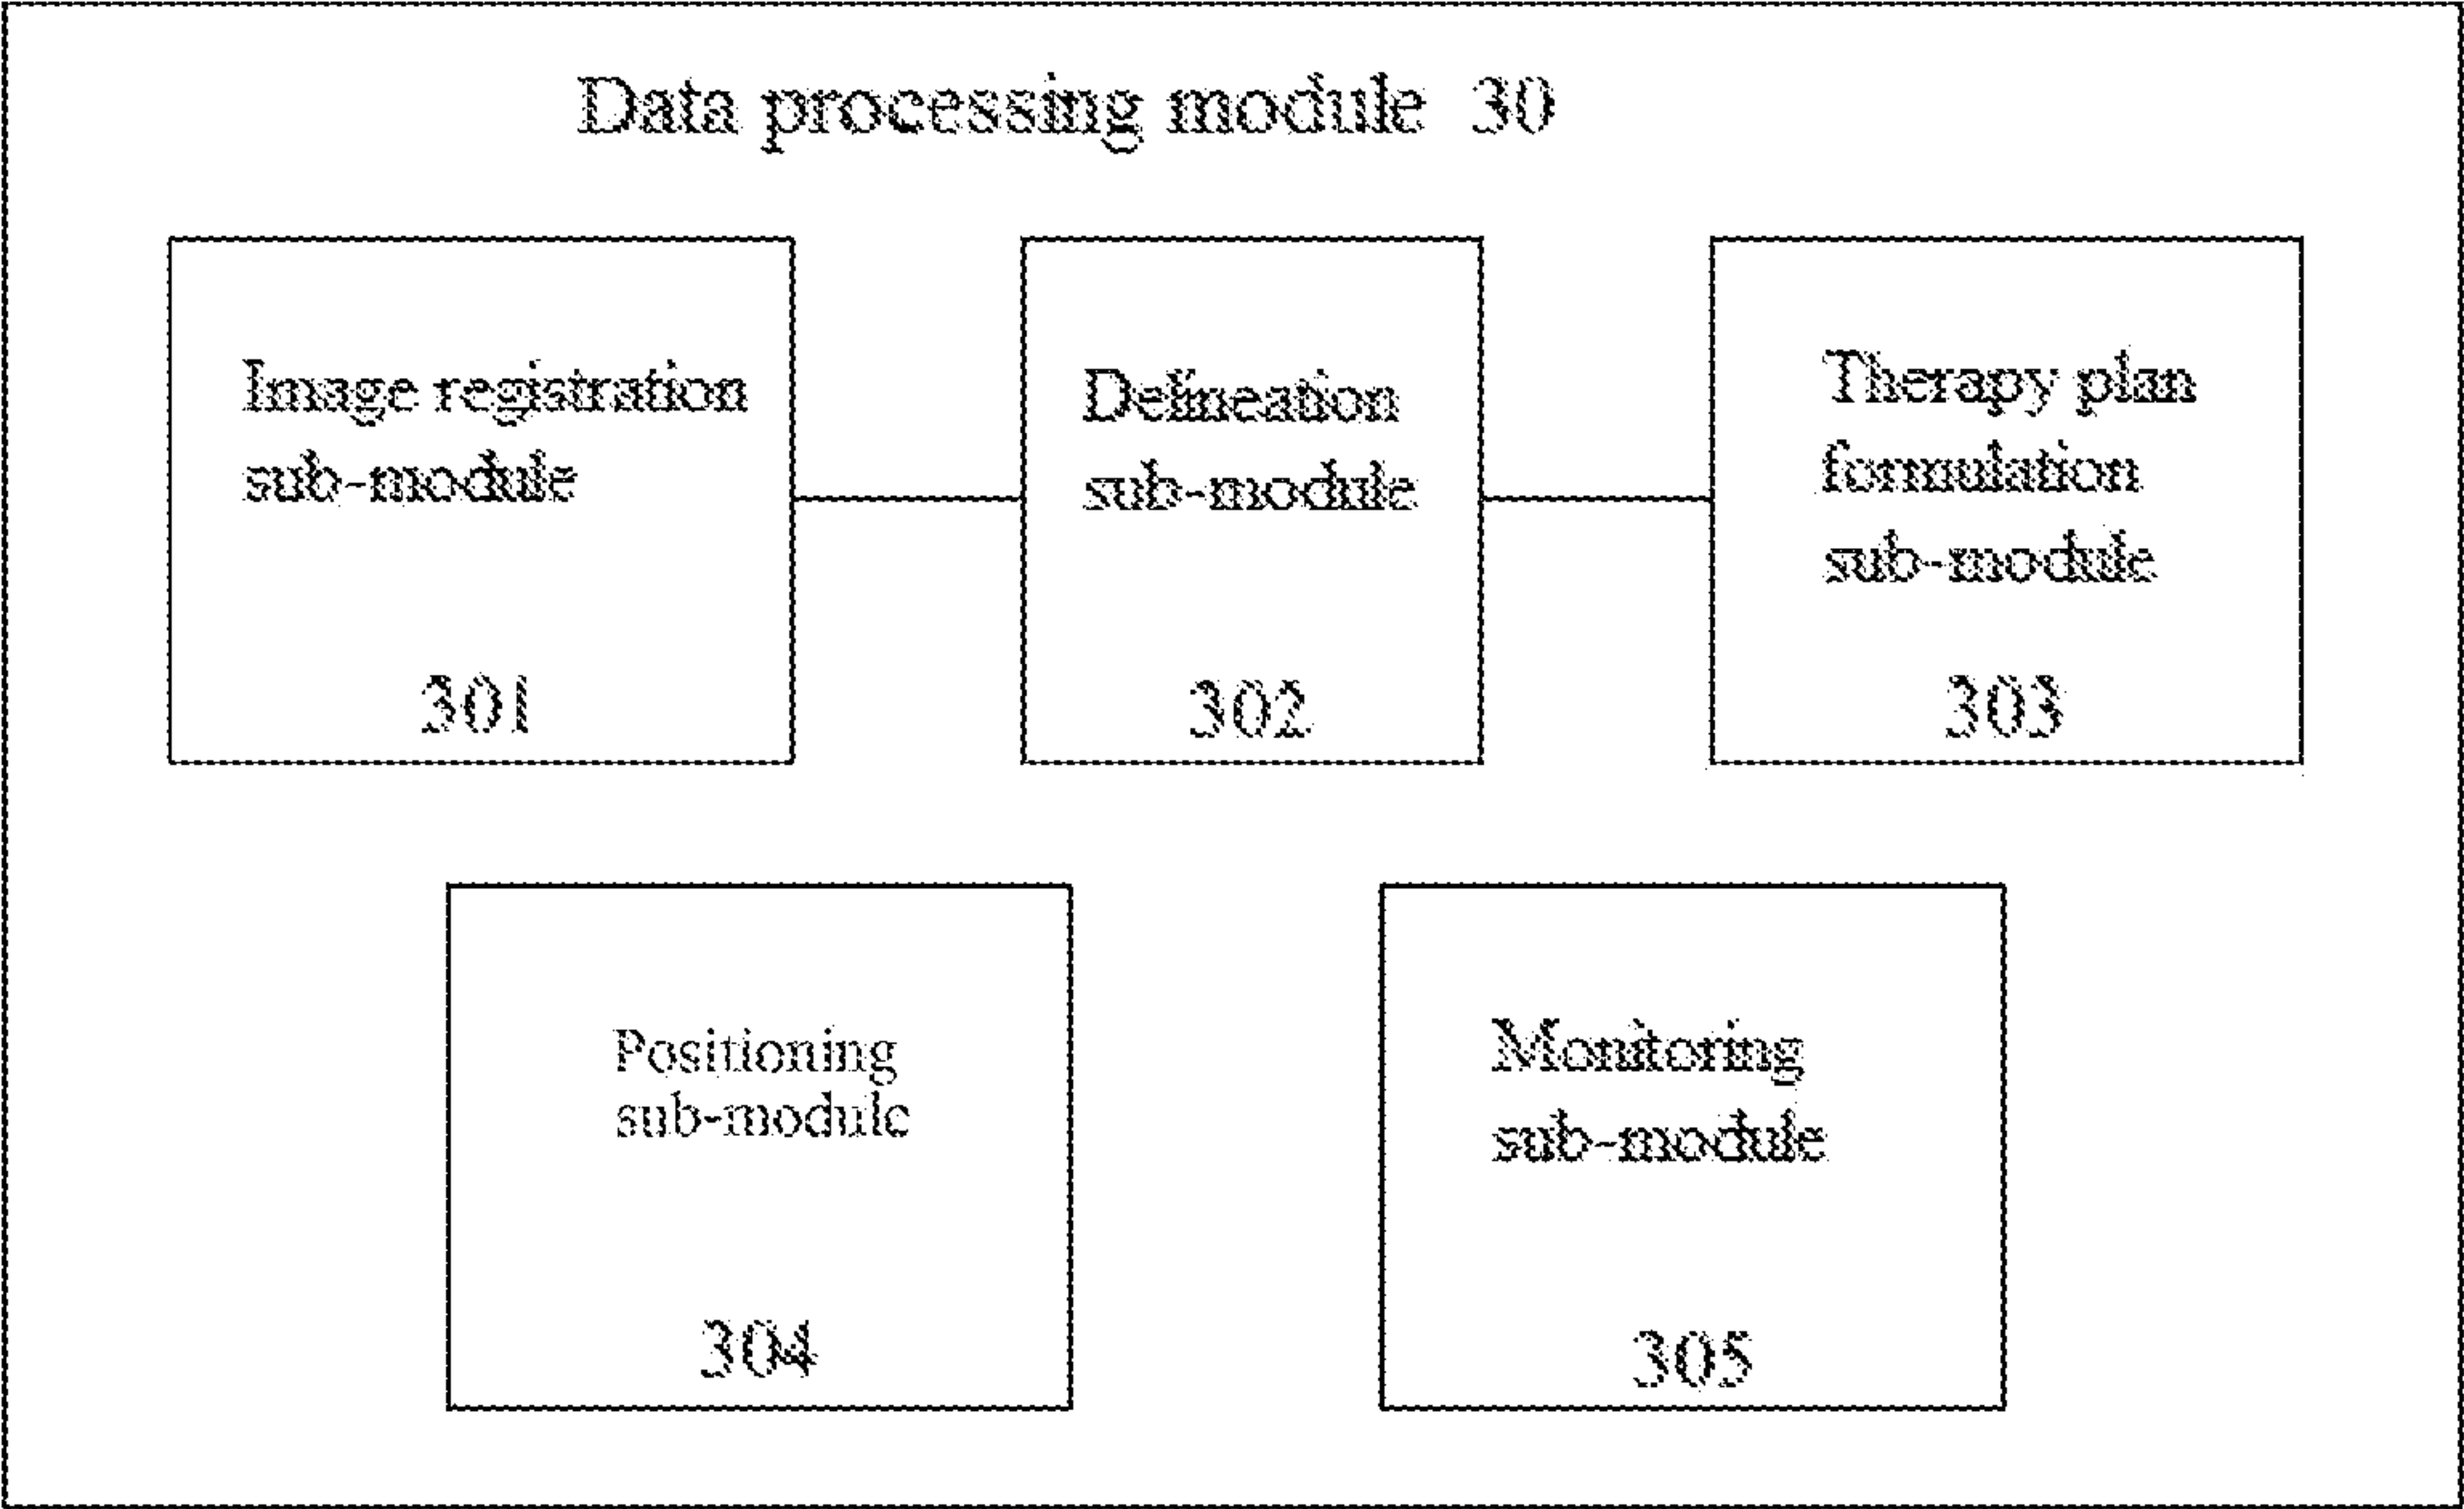 Data processing module 30
Image registration
sub-module
301
Delineation
sub-module
302
Therapy plan
formulation
sub-module
303
Positioning
sub-module
304
Monitoring
sub-module
305